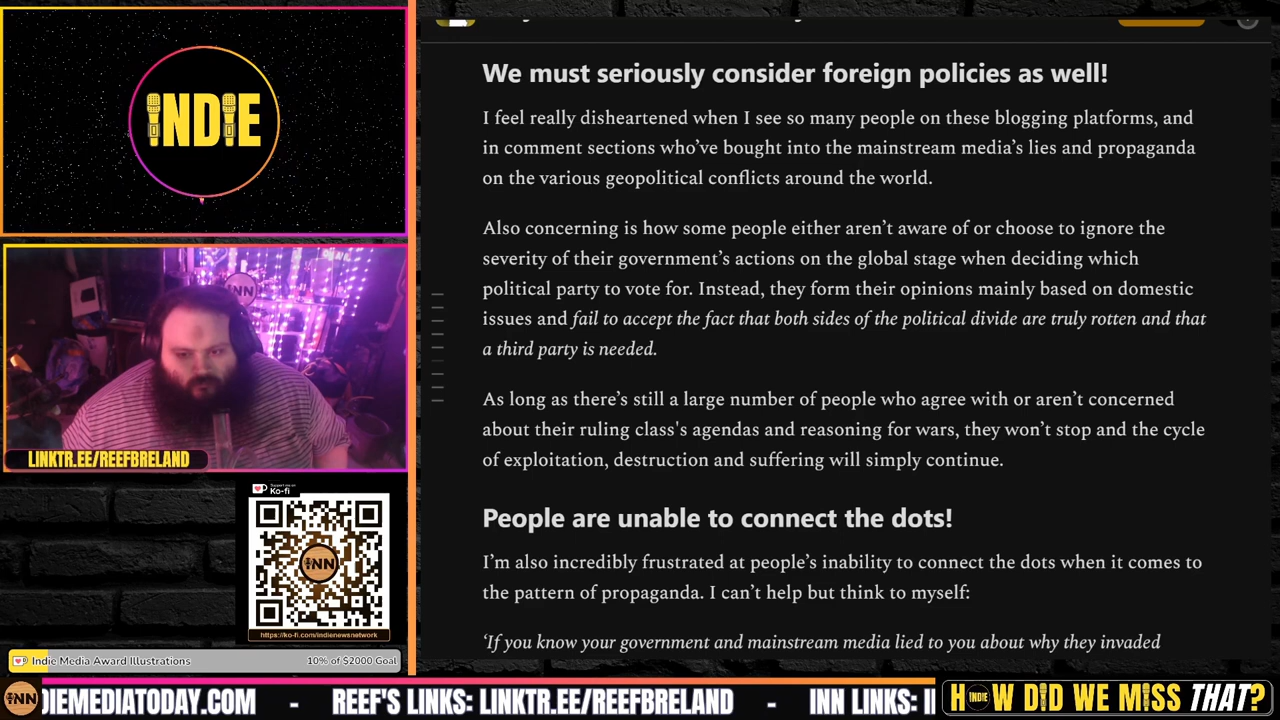 INDIE
INN
LINKTR.EE/REEFBRELAND
Support me on
Ko-fi
INN
https://ko-fi.com/indienewsnetwork
Indie Media Award Illustrations
10% of $2000 Goal
We must seriously consider foreign policies as well!
I feel really disheartened when I see so many people on these blogging platforms, and
in comment sections who’ve bought into the mainstream media’s lies and propaganda
on the various geopolitical conflicts around the world.
Also concerning is how some people either aren’t aware of or choose to ignore the
severity of their government’s actions on the global stage when deciding which
political party to vote for. Instead, they form their opinions mainly based on domestic
issues and fail to accept the fact that both sides of the political divide are truly rotten and that
a third party is needed.
As long as there’s still a large number of people who agree with or aren’t concerned
about their ruling class's agendas and reasoning for wars, they won’t stop and the cycle
of exploitation, destruction and suffering will simply continue.
People are unable to connect the dots!
I’m also incredibly frustrated at people’s inability to connect the dots when it comes to
the pattern of propaganda. I can’t help but think to myself:
‘If you know your government and mainstream media lied to you about why they invaded
INN
DIEMEDIATODAY.COM - REEF'S LINKS: LINKTR.EE/REEFBRELAND - INN LINKS: I
HOW DID WE MISS THAT?
INDIE